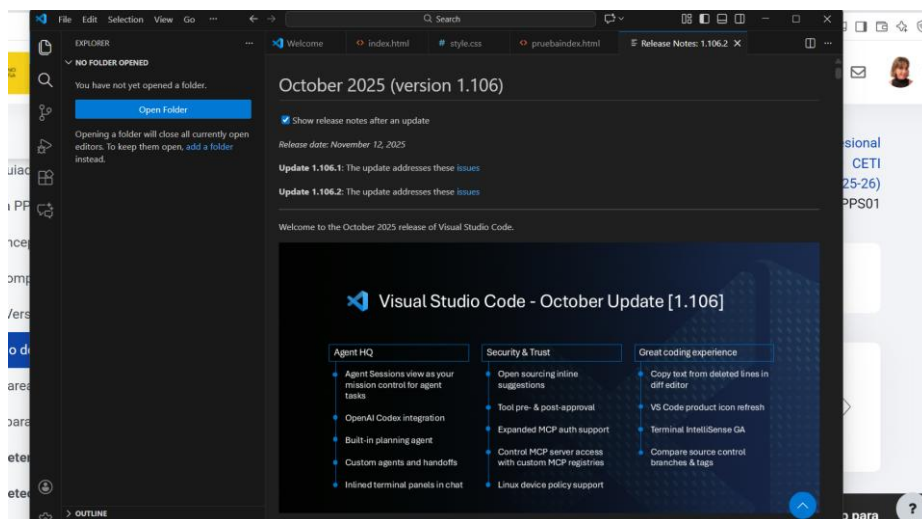 File Edit Selection View Go ···
Search
EXPLORER
Welcome
index.html
# style.css
pruebaindex.html
Release Notes: 1.106.2
NO FOLDER OPENED
You have not yet opened a folder.
Open Folder
Opening a folder will close all currently open
editors. To keep them open, add a folder
instead.
OUTLINE
October 2025 (version 1.106)
Show release notes after an update
Release date: November 12, 2025
Update 1.106.1: The update addresses these issues
Update 1.106.2: The update addresses these issues
Welcome to the October 2025 release of Visual Studio Code.
Visual Studio Code - October Update [1.106]
Agent HQ
Agent Sessions view as your
mission control for agent
tasks
OpenAI Codex integration
Built-in planning agent
Custom agents and handoffs
Inlined terminal panels in chat
Security & Trust
Open sourcing inline
suggestions
Tool pre- & post-approval
Expanded MCP auth support
Control MCP server access
with custom MCP registries
Linux device policy support
Great coding experience
Copy text from deleted lines in
diff editor
VS Code product icon refresh
Terminal IntelliSense GA
Compare source control
branches & tags
sional
CETI
25-26)
PPS01
o para
?